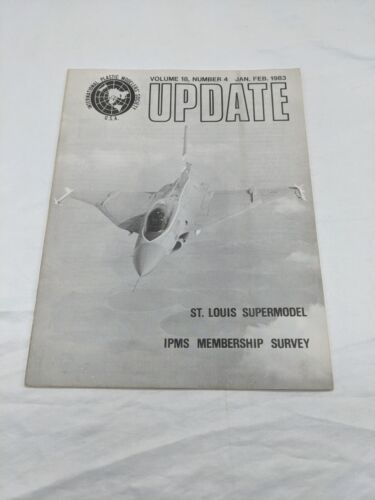 INTERNATIONAL PLASTIC MODELERS' SOCIETY
U.S.A.
VOLUME 18, NUMBER 4 JAN. FEB. 1983
UPDATE
ST. LOUIS SUPERMODEL
IPMS MEMBERSHIP SURVEY